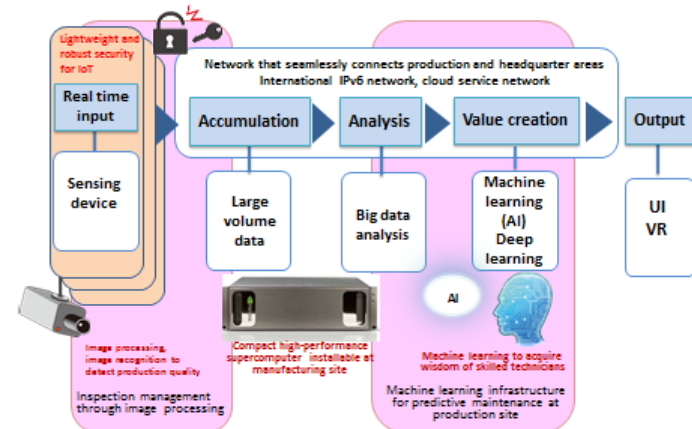 Lightweight and
robust security
for IoT
Network that seamlessly connects production and headquarter areas
International IPv6 network, cloud service network
Real time
input
Accumulation
Analysis
Value creation
Output
Sensing
device
Large
volume
data
Big data
analysis
Machine
learning
(AI)
Deep
learning
UI
VR
AI
Image processing,
image recognition to
detect production quality
Compact high-performance
supercomputer installable at
manufacturing site
Machine learning to acquire
wisdom of skilled technicians
Inspection management
through image processing
Machine learning infrastructure
for predictive maintenance at
production site